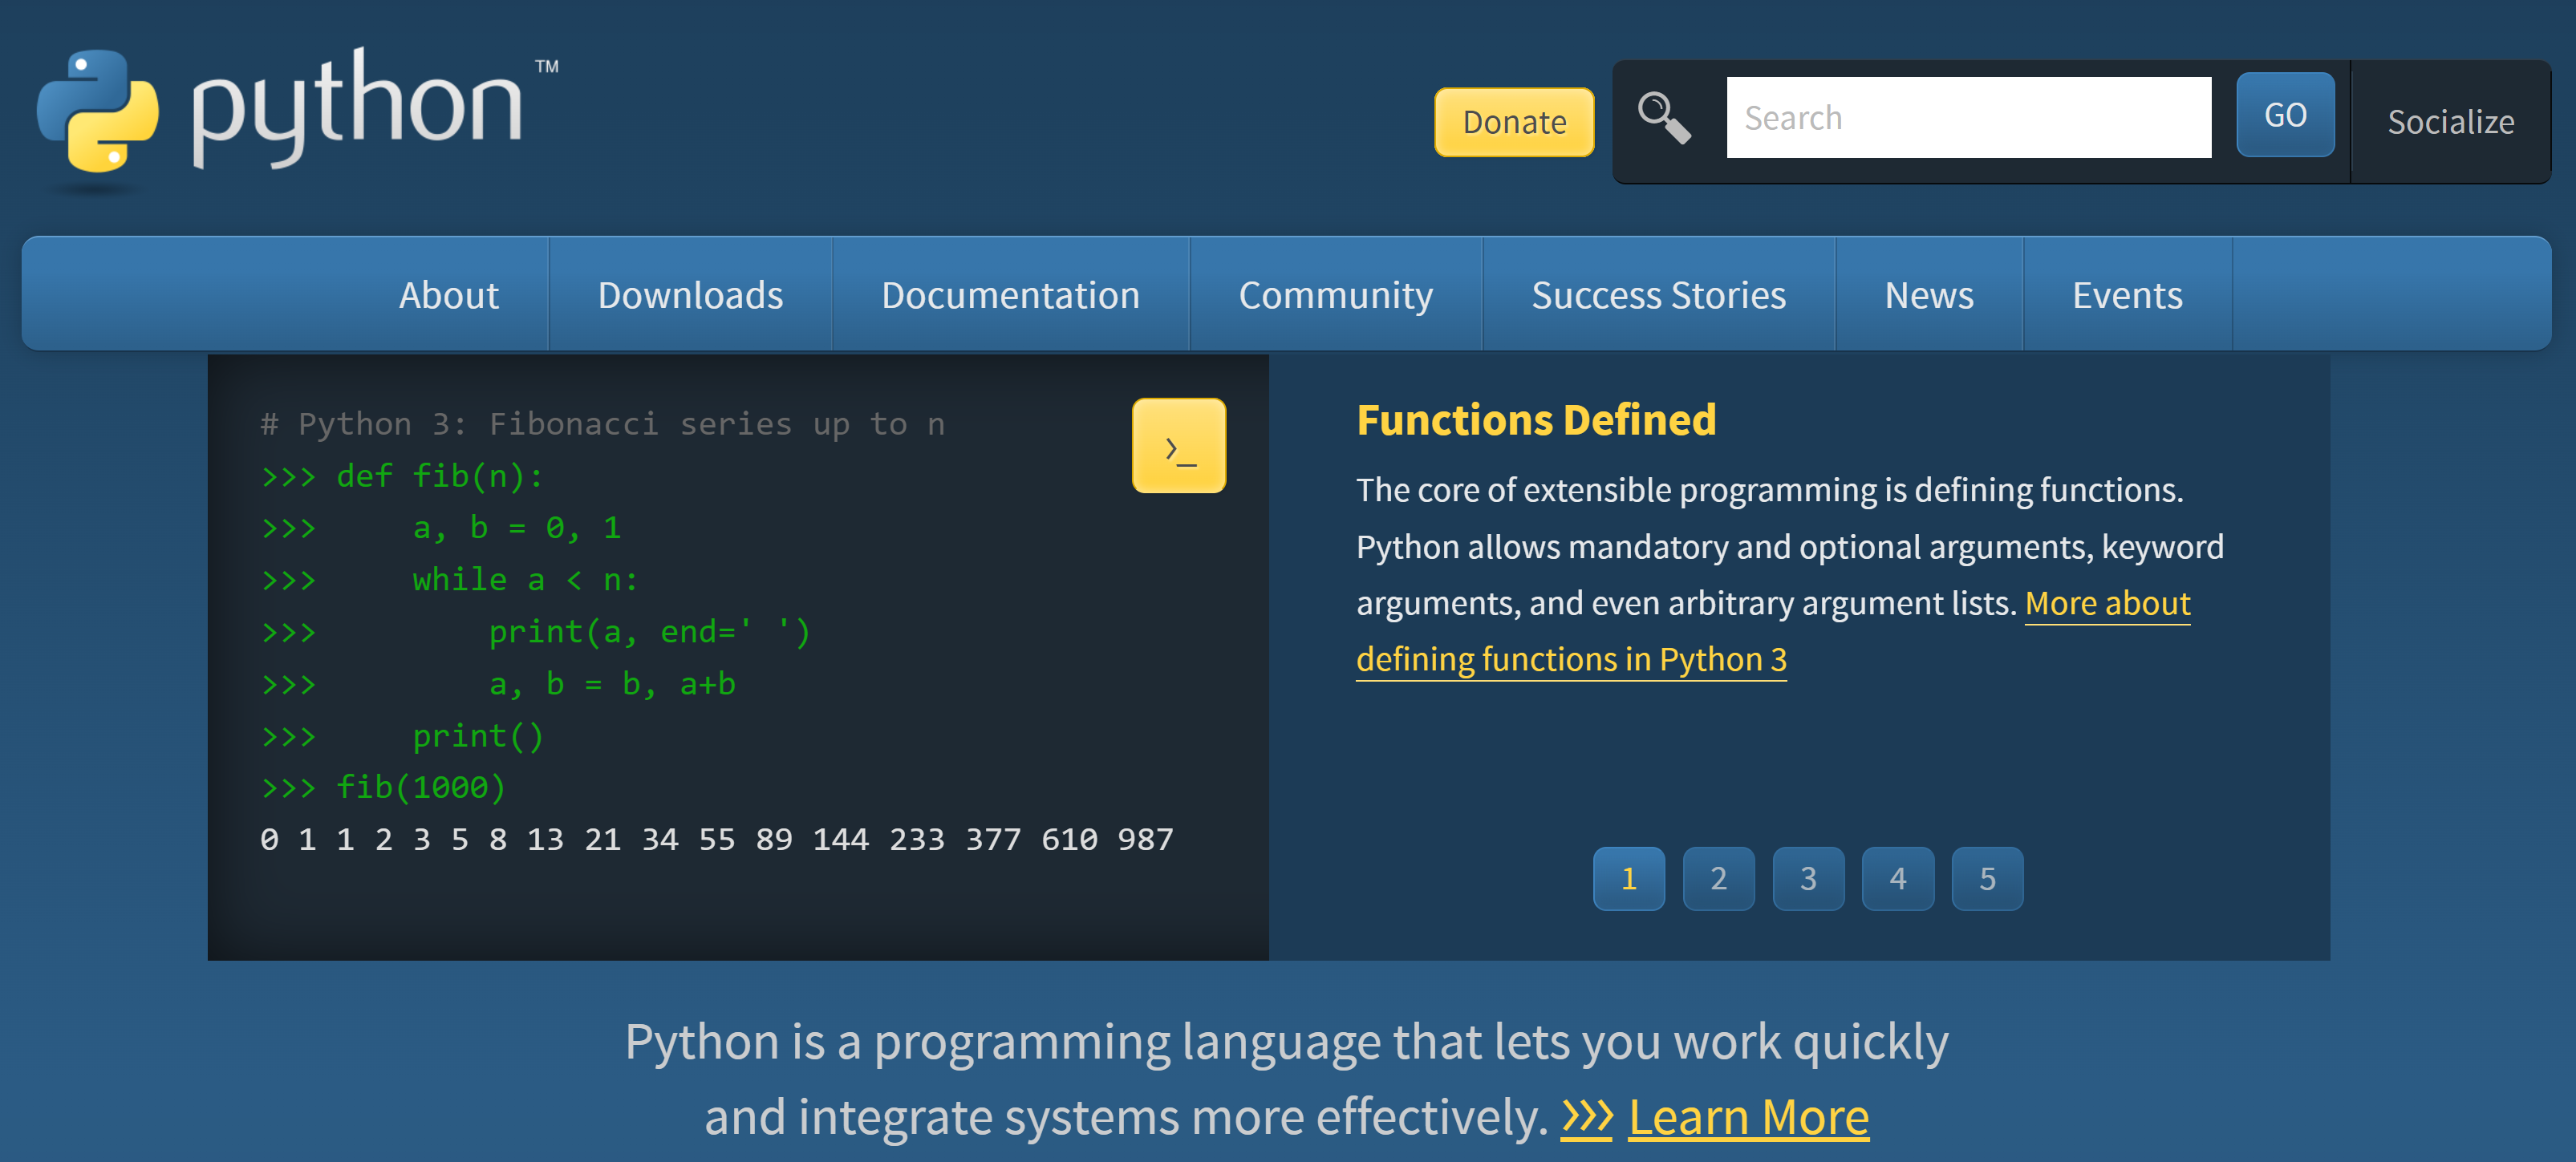 python™
Donate
Search
GO
Socialize
About
Downloads
Documentation
Community
Success Stories
News
Events
# Python 3: Fibonacci series up to n
>>> def fib(n):
>>>     a, b = 0, 1
>>>     while a < n:
>>>         print(a, end=' ')
>>>         a, b = b, a+b
>>>     print()
>>> fib(1000)
0 1 1 2 3 5 8 13 21 34 55 89 144 233 377 610 987
>_
Functions Defined
The core of extensible programming is defining functions.
Python allows mandatory and optional arguments, keyword
arguments, and even arbitrary argument lists. More about
defining functions in Python 3
1 2 3 4 5
Python is a programming language that lets you work quickly
and integrate systems more effectively. >>> Learn More